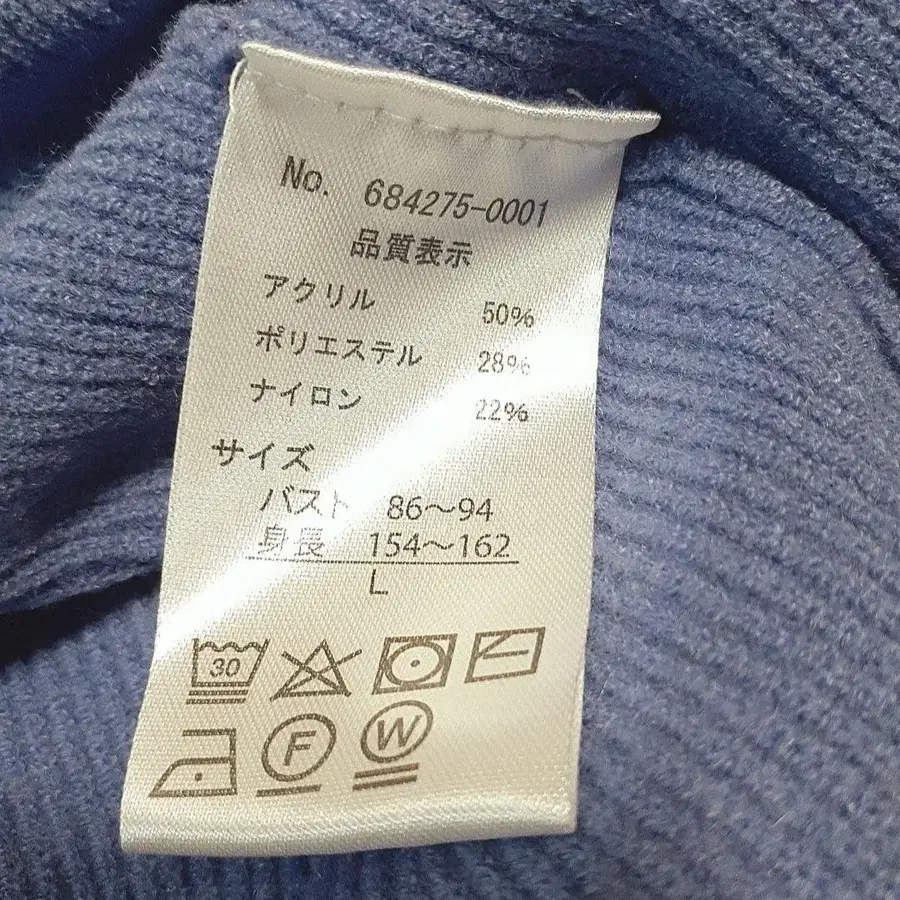 No. 684275-0001
品質表示
アクリル 50%
ポリエステル 28%
ナイロン 22%
サイズ
バスト 86～94
身長 154～162
L
30
F
W